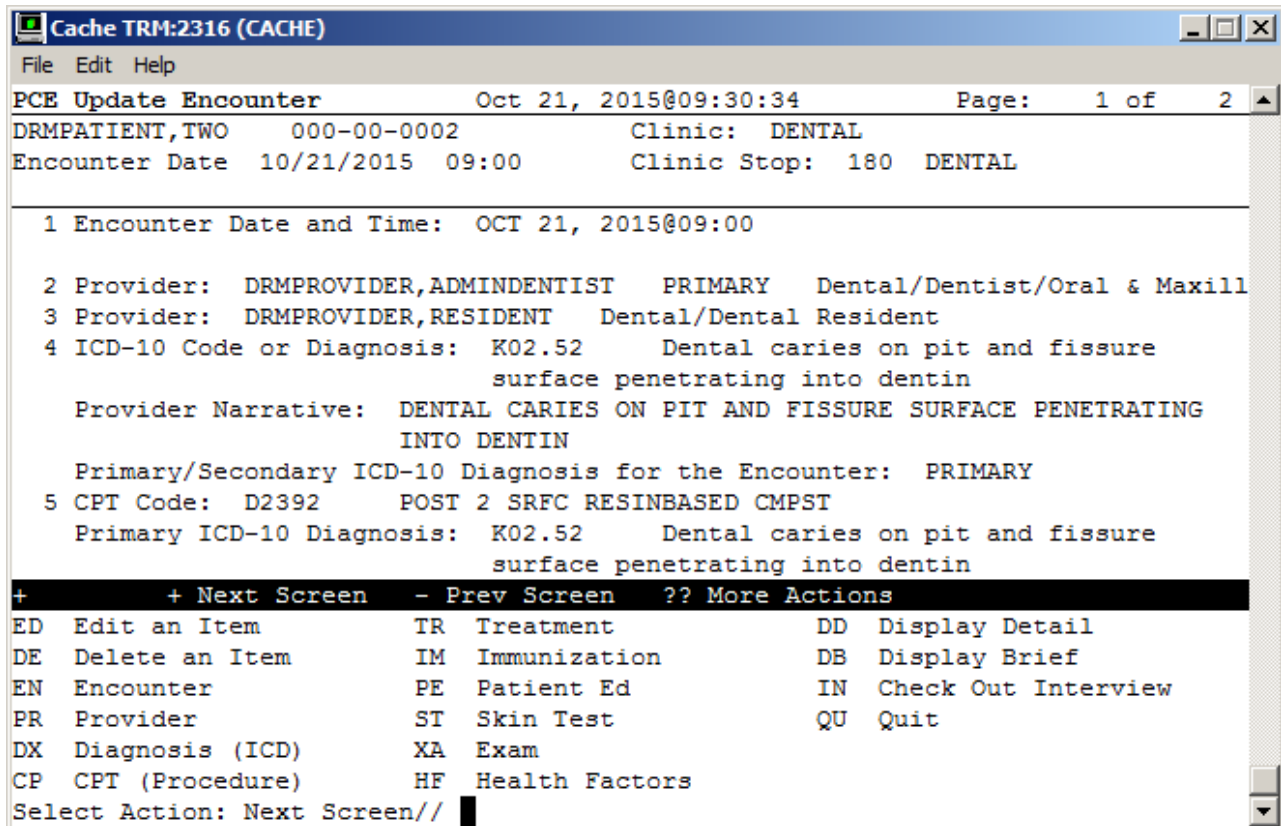 Cache TRM:2316 (CACHE)
File Edit Help
PCE Update Encounter Oct 21, 2015@09:30:34 Page: 1 of 2
DRMPATIENT,TWO 000-00-0002 Clinic: DENTAL
Encounter Date 10/21/2015 09:00 Clinic Stop: 180 DENTAL
1 Encounter Date and Time: OCT 21, 2015@09:00
2 Provider: DRMPROVIDER,ADMINDENTIST PRIMARY Dental/Dentist/Oral & Maxill
3 Provider: DRMPROVIDER,RESIDENT Dental/Dental Resident
4 ICD-10 Code or Diagnosis: K02.52 Dental caries on pit and fissure
surface penetrating into dentin
Provider Narrative: DENTAL CARIES ON PIT AND FISSURE SURFACE PENETRATING
INTO DENTIN
Primary/Secondary ICD-10 Diagnosis for the Encounter: PRIMARY
5 CPT Code: D2392 POST 2 SRFC RESINBASED CMPST
Primary ICD-10 Diagnosis: K02.52 Dental caries on pit and fissure
surface penetrating into dentin
+ + Next Screen - Prev Screen ?? More Actions
ED Edit an Item TR Treatment DD Display Detail
DE Delete an Item IM Immunization DB Display Brief
EN Encounter PE Patient Ed IN Check Out Interview
PR Provider ST Skin Test QU Quit
DX Diagnosis (ICD) XA Exam
CP CPT (Procedure) HF Health Factors
Select Action: Next Screen//